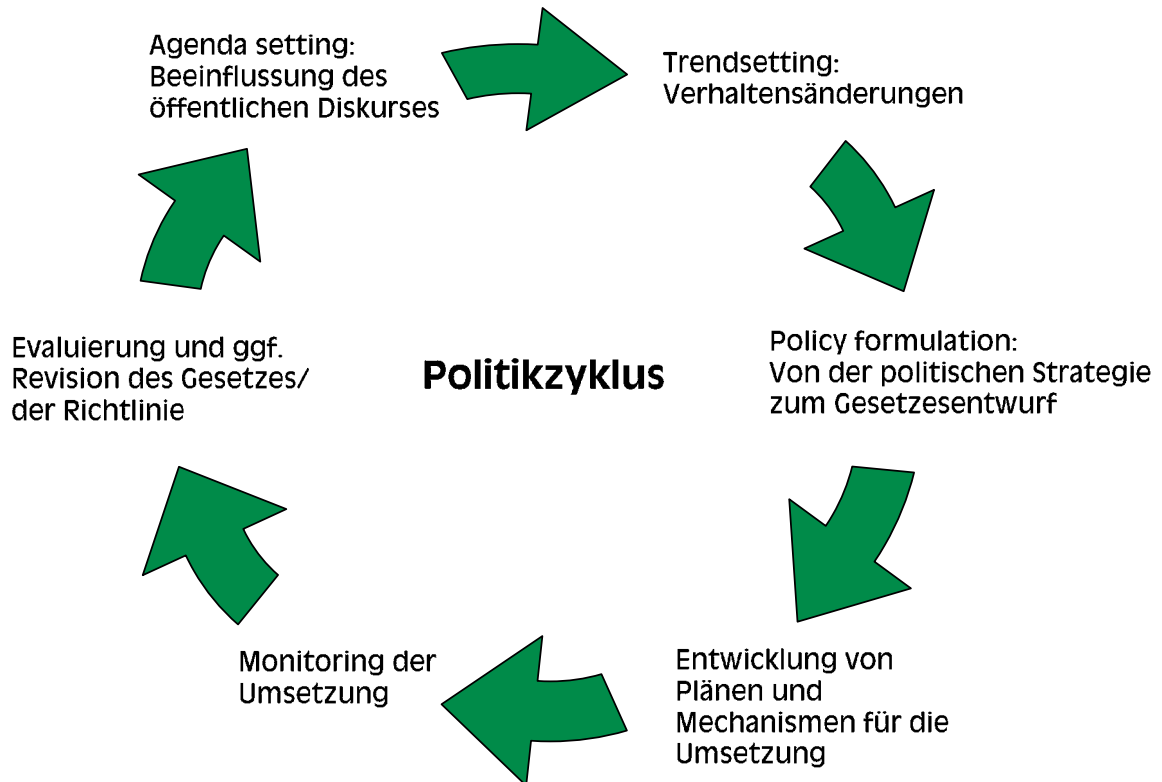 Agenda setting:
Beeinflussung des
öffentlichen Diskurses
Trendsetting:
Verhaltensänderungen
Policy formulation:
Von der politischen Strategie
zum Gesetzesentwurf
Entwicklung von
Plänen und
Mechanismen für die
Umsetzung
Monitoring der
Umsetzung
Evaluierung und ggf.
Revision des Gesetzes/
der Richtlinie
Politikzyklus